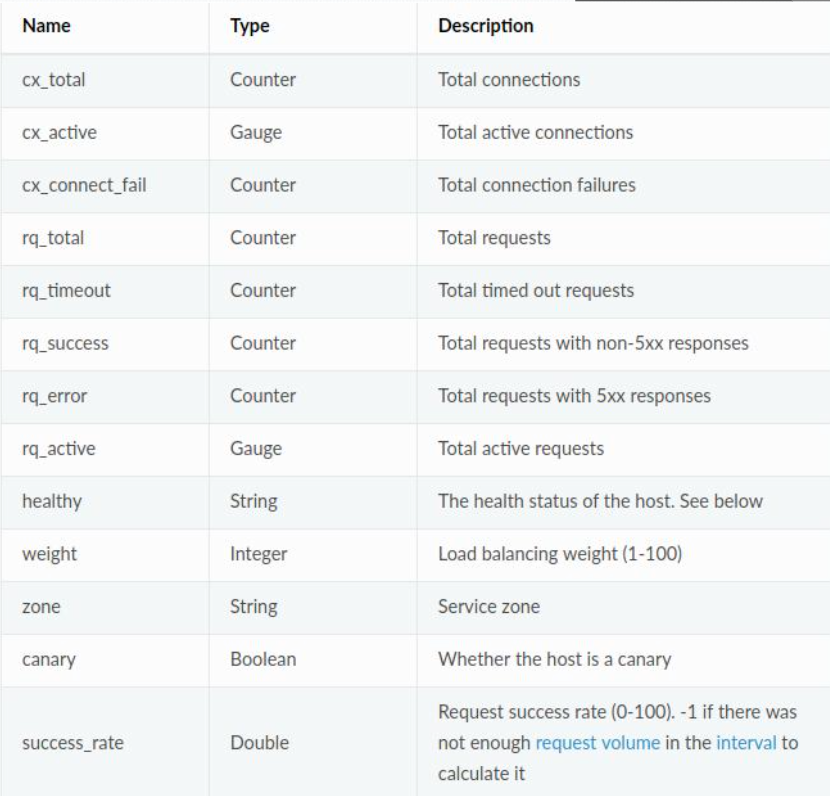 Name Type Description
cx_total Counter Total connections
cx_active Gauge Total active connections
cx_connect_fail Counter Total connection failures
rq_total Counter Total requests
rq_timeout Counter Total timed out requests
rq_success Counter Total requests with non-5xx responses
rq_error Counter Total requests with 5xx responses
rq_active Gauge Total active requests
healthy String The health status of the host. See below
weight Integer Load balancing weight (1-100)
zone String Service zone
canary Boolean Whether the host is a canary
success_rate Double Request success rate (0-100). -1 if there was
not enough request volume in the interval to
calculate it